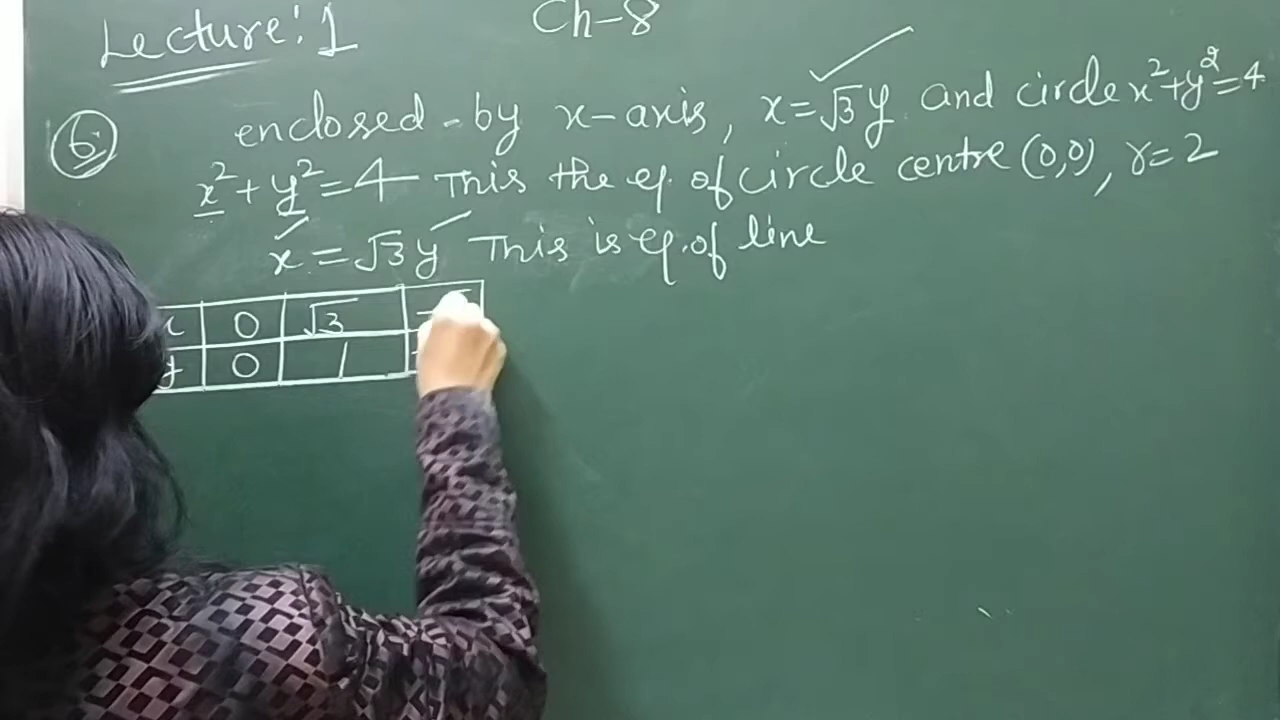 Lecture: 1
Ch-8
6 enclosed by x-axis, x=√3y and circle x²+y²=4
x²+y²=4 This the eq. of circle centre (0,0), r=2
x=√3y This is eq. of line
x 0 √3
y 0 1